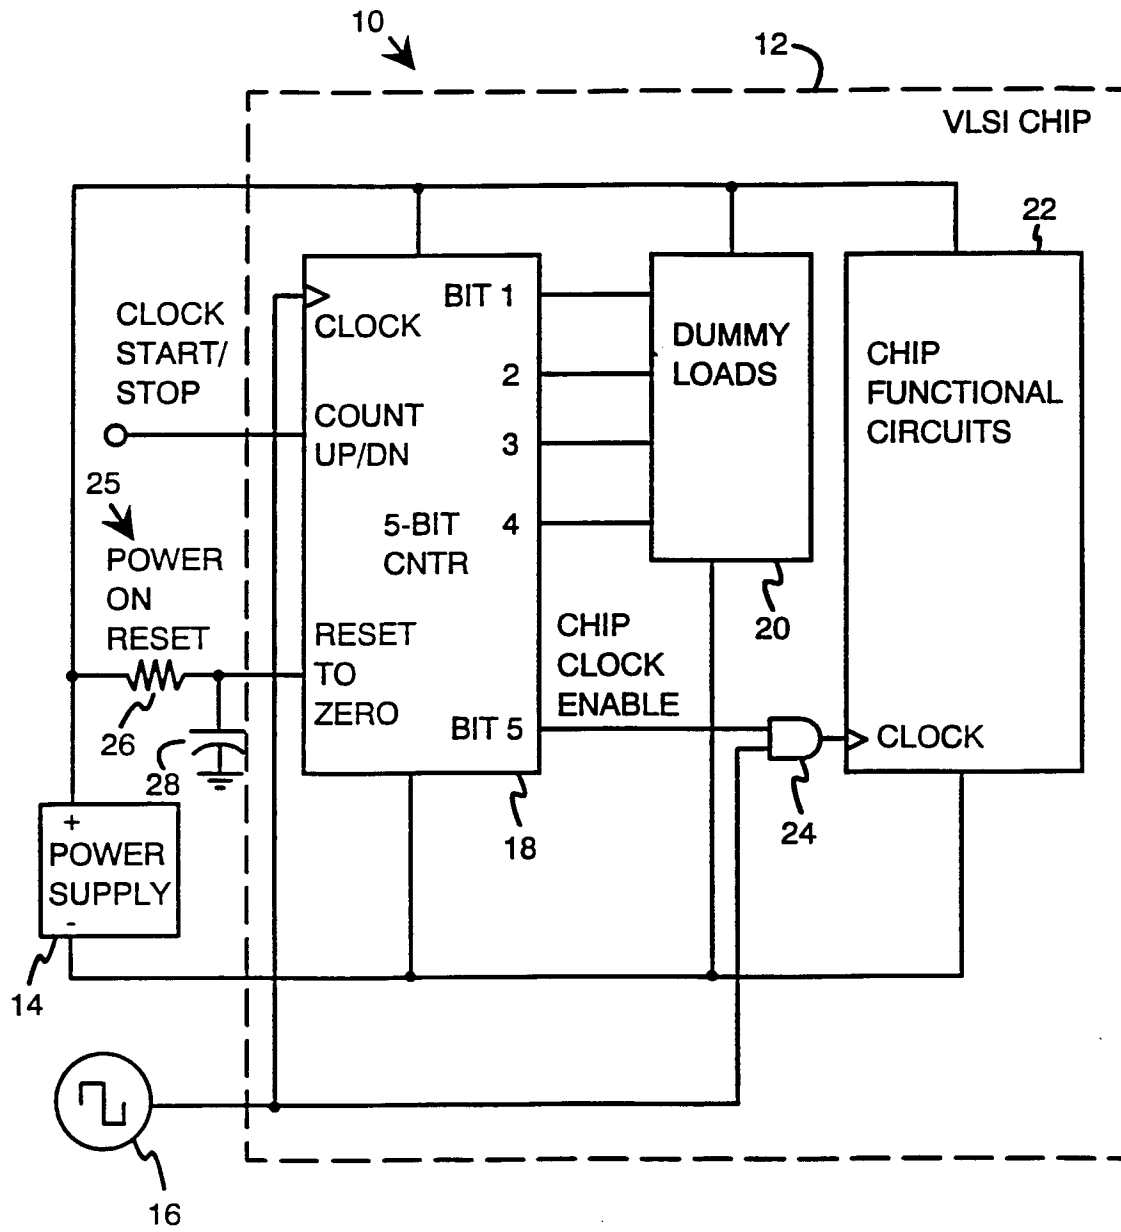 10
12
VLSI CHIP
22
CLOCK
START/
STOP
CLOCK
COUNT
UP/DN
5-BIT
CNTR
RESET
TO
ZERO
BIT 1
2
3
4
BIT 5
DUMMY
LOADS
20
CHIP
FUNCTIONAL
CIRCUITS
CLOCK
CHIP
CLOCK
ENABLE
24
18
25
POWER
ON
RESET
26
28
+
POWER
SUPPLY
-
14
16